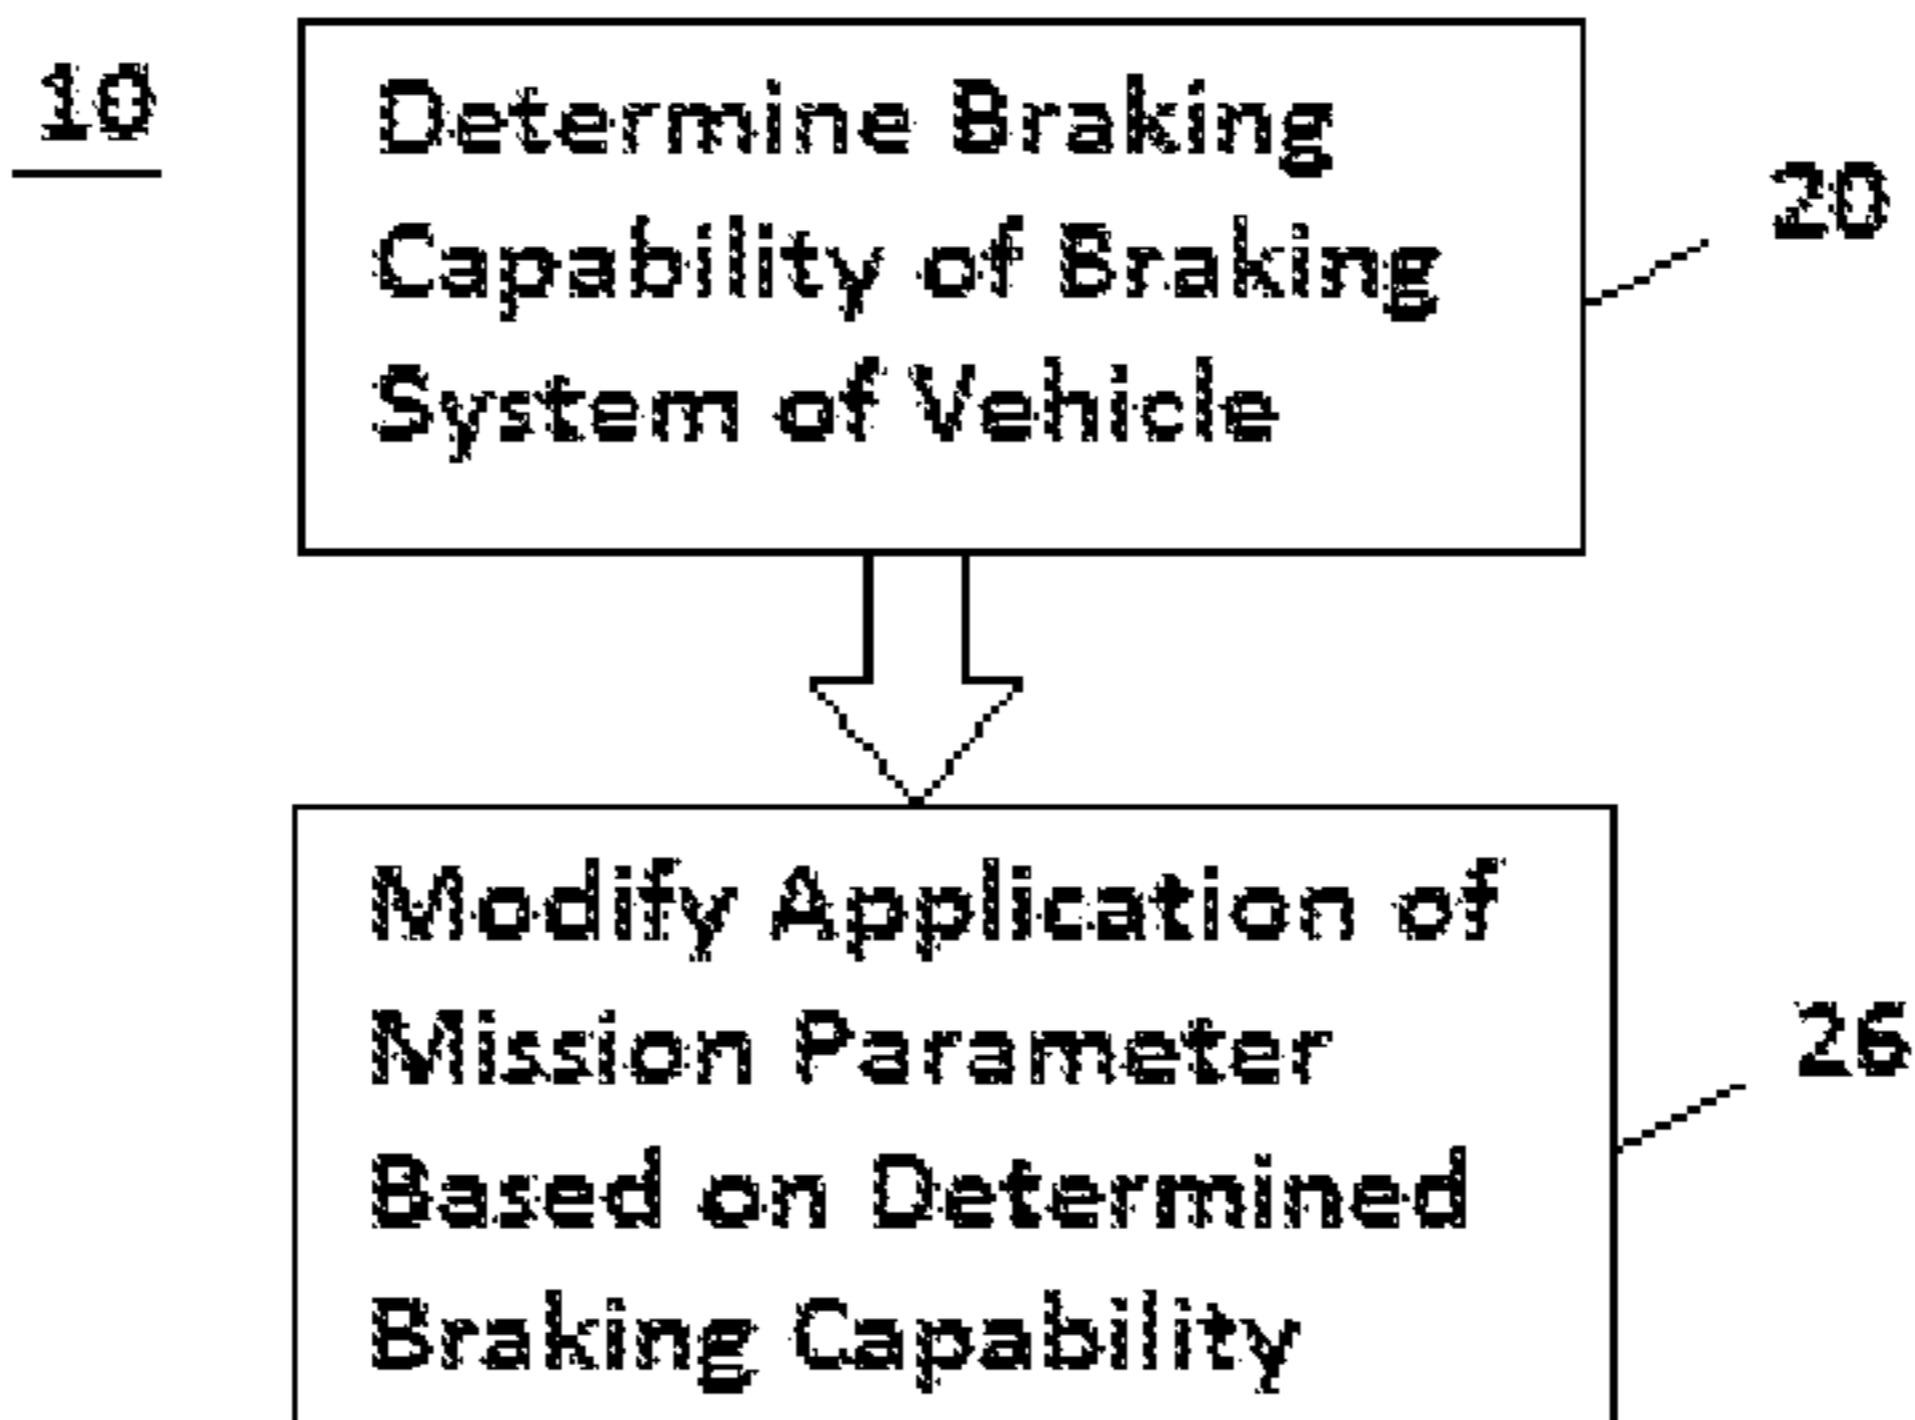 10
Determine Braking
Capability of Braking
System of Vehicle
20
Modify Application of
Mission Parameter
Based on Determined
Braking Capability
26